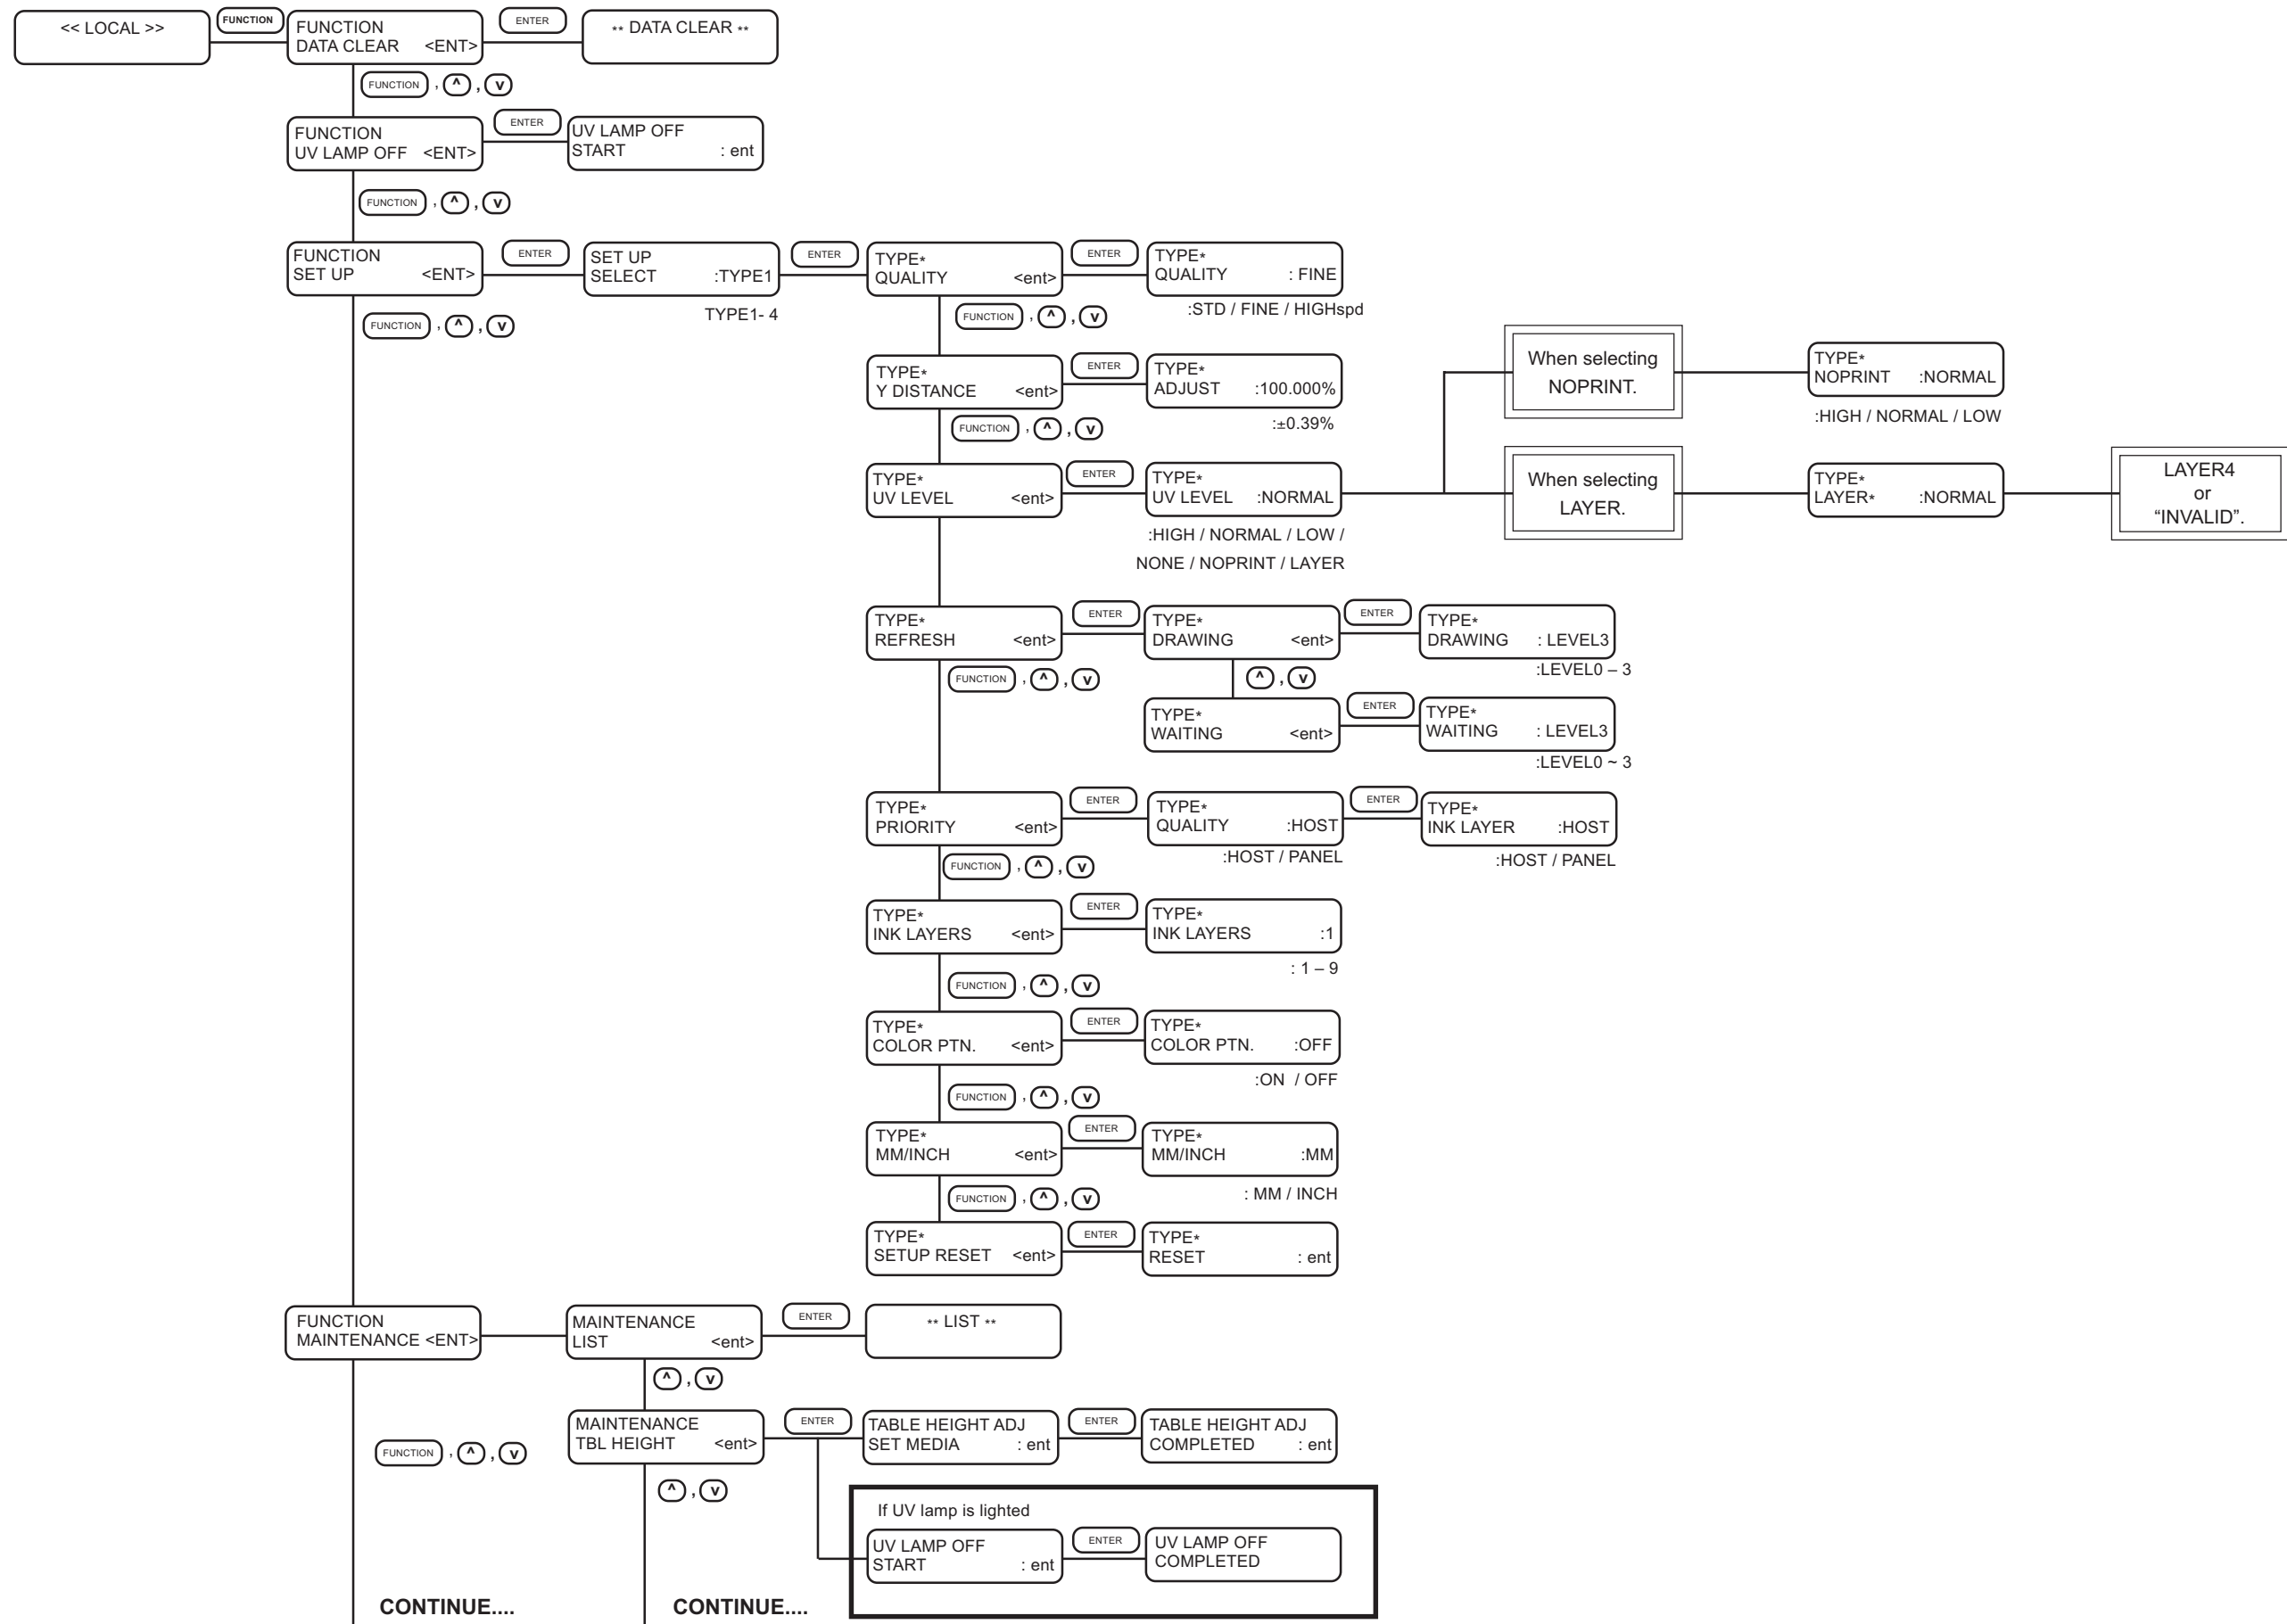 << LOCAL >>
FUNCTION
FUNCTION
DATA CLEAR <ENT>
ENTER
** DATA CLEAR **
FUNCTION , ^ , v
FUNCTION
UV LAMP OFF <ENT>
ENTER
UV LAMP OFF
START : ent
FUNCTION , ^ , v
FUNCTION
SET UP <ENT>
ENTER
SET UP
SELECT :TYPE1
TYPE1- 4
ENTER
TYPE*
QUALITY <ent>
ENTER
TYPE*
QUALITY : FINE
:STD / FINE / HIGHspd
FUNCTION , ^ , v
FUNCTION , ^ , v
TYPE*
Y DISTANCE <ent>
ENTER
TYPE*
ADJUST :100.000%
:±0.39%
FUNCTION , ^ , v
When selecting
NOPRINT.
TYPE*
NOPRINT :NORMAL
:HIGH / NORMAL / LOW
TYPE*
UV LEVEL <ent>
ENTER
TYPE*
UV LEVEL :NORMAL
:HIGH / NORMAL / LOW /
NONE / NOPRINT / LAYER
When selecting
LAYER.
TYPE*
LAYER* :NORMAL
LAYER4
or
“INVALID”.
TYPE*
REFRESH <ent>
ENTER
TYPE*
DRAWING <ent>
ENTER
TYPE*
DRAWING : LEVEL3
:LEVEL0 – 3
FUNCTION , ^ , v
^ , v
TYPE*
WAITING <ent>
ENTER
TYPE*
WAITING : LEVEL3
:LEVEL0 ~ 3
TYPE*
PRIORITY <ent>
ENTER
TYPE*
QUALITY :HOST
:HOST / PANEL
ENTER
TYPE*
INK LAYER :HOST
:HOST / PANEL
FUNCTION , ^ , v
TYPE*
INK LAYERS <ent>
ENTER
TYPE*
INK LAYERS :1
: 1 – 9
FUNCTION , ^ , v
TYPE*
COLOR PTN. <ent>
ENTER
TYPE*
COLOR PTN. :OFF
:ON / OFF
FUNCTION , ^ , v
TYPE*
MM/INCH <ent>
ENTER
TYPE*
MM/INCH :MM
: MM / INCH
FUNCTION , ^ , v
TYPE*
SETUP RESET <ent>
ENTER
TYPE*
RESET : ent
FUNCTION
MAINTENANCE <ENT>
MAINTENANCE
LIST <ent>
ENTER
** LIST **
^ , v
MAINTENANCE
TBL HEIGHT <ent>
ENTER
TABLE HEIGHT ADJ
SET MEDIA : ent
ENTER
TABLE HEIGHT ADJ
COMPLETED : ent
FUNCTION , ^ , v
^ , v
If UV lamp is lighted
UV LAMP OFF
START : ent
ENTER
UV LAMP OFF
COMPLETED
CONTINUE....
CONTINUE....